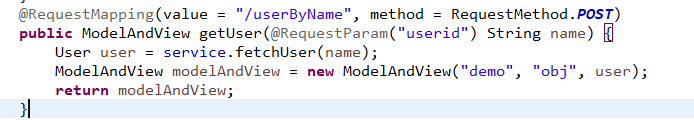 @RequestMapping(value = "/userByName", method = RequestMethod.POST)
public ModelAndView getUser(@RequestParam("userid") String name) {
User user = service.fetchUser(name);
ModelAndView modelAndView = new ModelAndView("demo", "obj", user);
return modelAndView;
}